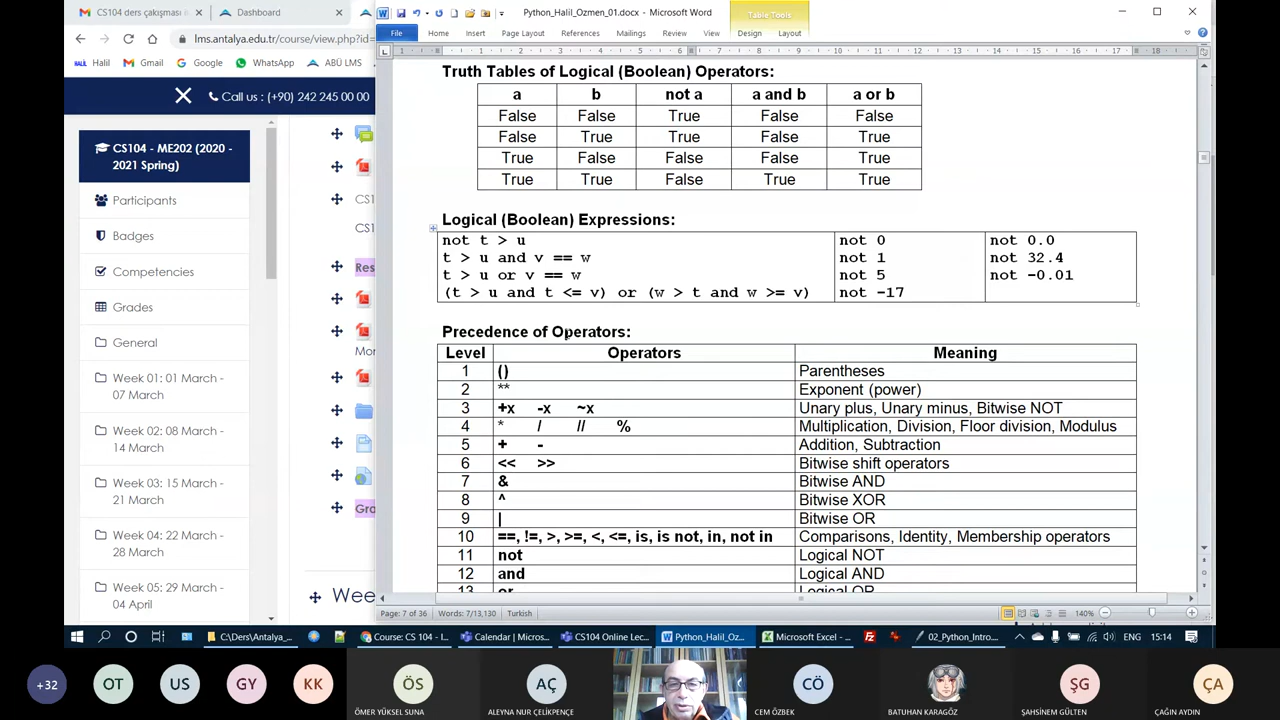 CS104 ders çakışması i
Dashboard
Python_Halil_Ozmen_01.docx - Microsoft Word
Table Tools
lms.antalya.edu.tr/course/view.php?id=
File Home Insert Page Layout References Mailings Review View Design Layout
Halil Gmail Google WhatsApp ABÜ LMS
Call us : (+90) 242 245 00 00
CS104 - ME202 (2020 -
2021 Spring)
Participants
Badges
Competencies
Grades
General
Week 01: 01 March -
07 March
Week 02: 08 March -
14 March
Week 03: 15 March -
21 March
Week 04: 22 March -
28 March
Week 05: 29 March -
04 April
CS1
CS1
Res
Mor
Gra
Wee
Truth Tables of Logical (Boolean) Operators:
a b not a a and b a or b
False False True False False
False True True False True
True False False False True
True True False True True
Logical (Boolean) Expressions:
not t > u not 0 not 0.0
t > u and v == w not 1 not 32.4
t > u or v == w not 5 not -0.01
(t > u and t <= v) or (w > t and w >= v) not -17
Precedence of Operators:
Level Operators Meaning
1 () Parentheses
2 ** Exponent (power)
3 +x -x ~x Unary plus, Unary minus, Bitwise NOT
4 * / // % Multiplication, Division, Floor division, Modulus
5 + - Addition, Subtraction
6 << >> Bitwise shift operators
7 & Bitwise AND
8 ^ Bitwise XOR
9 | Bitwise OR
10 ==, !=, >, >=, <, <=, is, is not, in, not in Comparisons, Identity, Membership operators
11 not Logical NOT
12 and Logical AND
13 or Logical OR
Page: 7 of 36 Words: 7/13,130 Turkish 140%
C:\Ders\Antalya_... Course: CS 104 - I... Calendar | Micros... CS104 Online Lec... Python_Halil_Oz... Microsoft Excel - ... 02_Python_Intro.... ENG 15:14
+32 OT US GY KK ÖS AÇ CÖ ŞG ÇA
ÖMER YÜKSEL SUNA ALEYNA NUR ÇELİKPENÇE CEM ÖZBEK BATUHAN KARAGÖZ ŞAHSİNEM GÜLTEN ÇAĞIN AYDIN